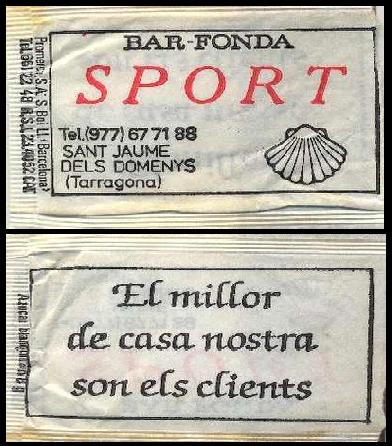 BAR-FONDA
SPORT
Tel.(977) 67 71 88
SANT JAUME
DELS DOMENYS
(Tarragona)
El millor
de casa nostra
son els clients